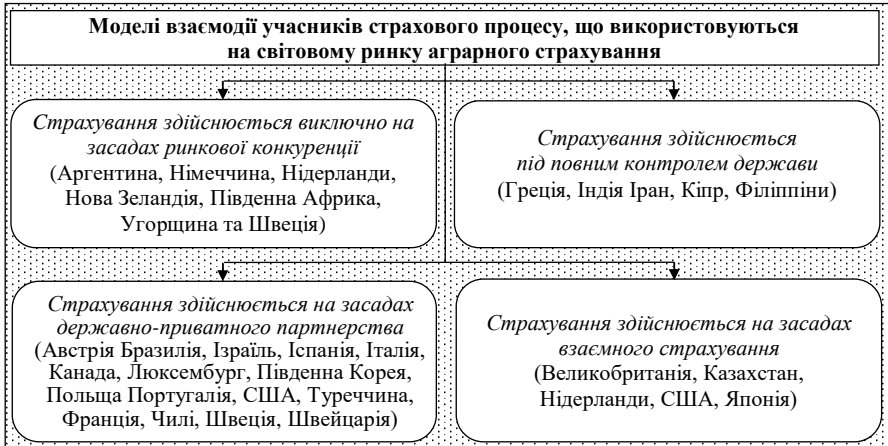 Моделі взаємодії учасників страхового процесу, що використовуються
на світовому ринку аграрного страхування
Страхування здійснюється виключно на
засадах ринкової конкуренції
(Аргентина, Німеччина, Нідерланди,
Нова Зеландія, Південна Африка,
Угорщина та Швеція)
Страхування здійснюється
під повним контролем держави
(Греція, Індія Іран, Кіпр, Філіппіни)
Страхування здійснюється на засадах
державно-приватного партнерства
(Австрія Бразилія, Ізраїль, Іспанія, Італія,
Канада, Люксембург, Південна Корея,
Польща Португалія, США, Туреччина,
Франція, Чилі, Швеція, Швейцарія)
Страхування здійснюється на засадах
взаємного страхування
(Великобританія, Казахстан,
Нідерланди, США, Японія)